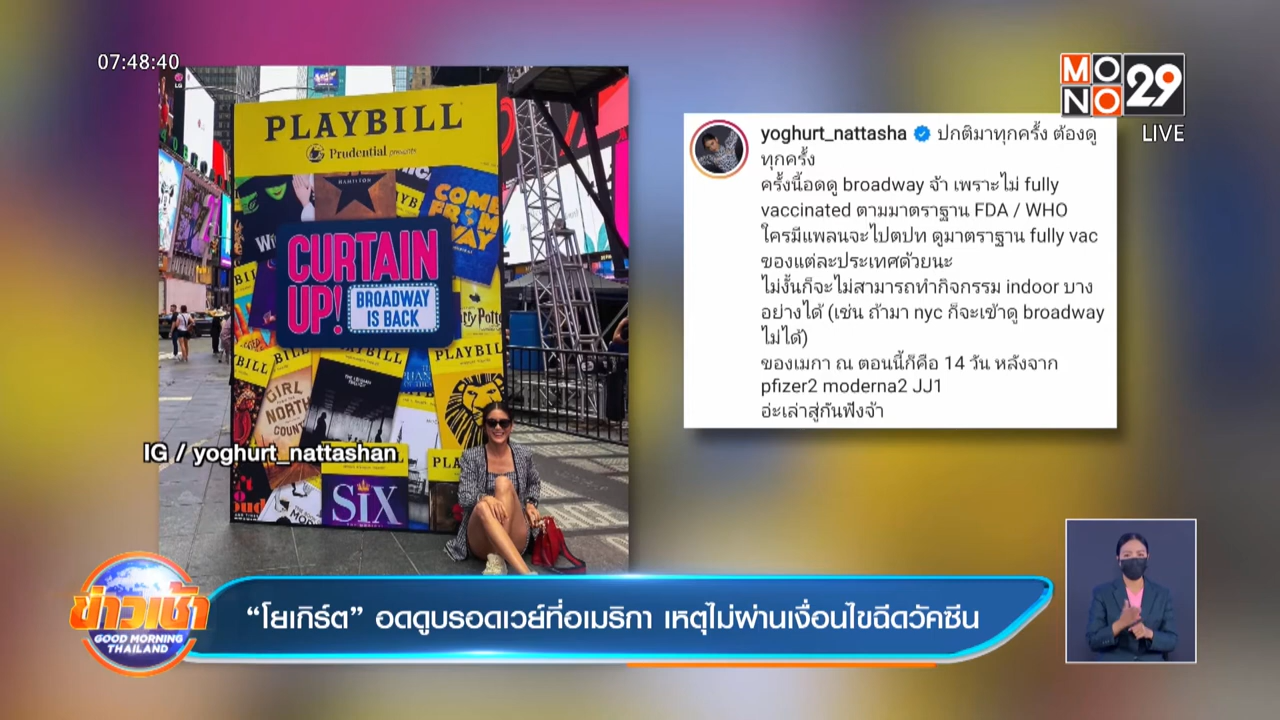 07:48:40
MONO 29
LIVE
PLAYBILL
Prudential presents
HAMILTON
COME
FROM
AWAY
CURTAIN
UP!
BROADWAY
IS BACK
PLAYBILL
GIRL
NORTH
COUNTRY
SIX
IG / yoghurt_nattashan
yoghurt_nattasha ปกติมาทุกครั้ง ต้องดู
ทุกครั้ง
ครั้งนี้อดดู broadway จ้า เพราะไม่ fully
vaccinated ตามมาตราฐาน FDA / WHO
ใครมีแพลนจะไปตปท ดูมาตราฐาน fully vac
ของแต่ละประเทศด้วยนะ
ไม่งั้นก็จะไม่สามารถทำกิจกรรม indoor บาง
อย่างได้ (เช่น ถ้ามา nyc ก็จะเข้าดู broadway
ไม่ได้)
ของเมกา ณ ตอนนี้ก็คือ 14 วัน หลังจาก
pfizer2 moderna2 JJ1
อ่ะเล่าสู่กันฟังจ้า
ข่าวเช้า
GOOD MORNING
THAILAND
“โยเกิร์ต” อดดูบรอดเวย์ที่อเมริกา เหตุไม่ผ่านเงื่อนไขฉีดวัคซีน